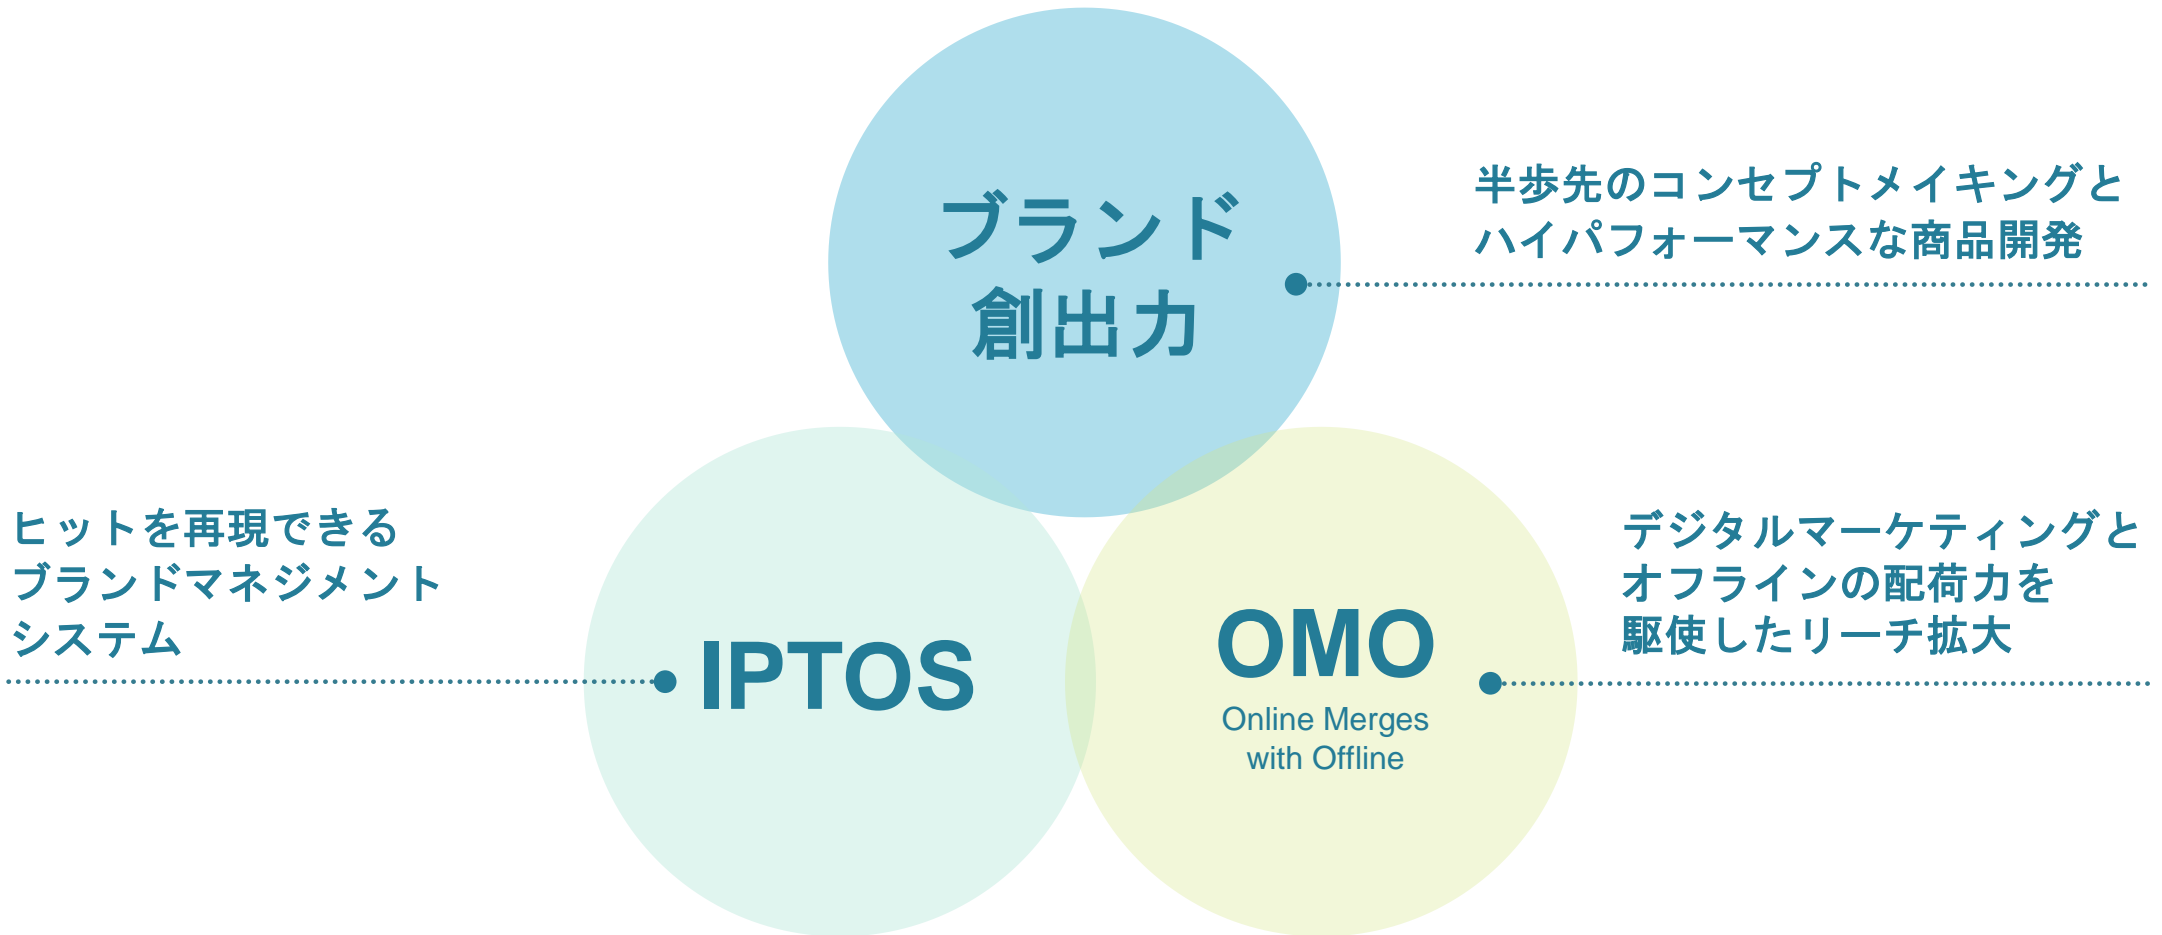 ブランド
創出力
半歩先のコンセプトメイキングと
ハイパフォーマンスな商品開発
ヒットを再現できる
ブランドマネジメント
システム
IPTOS
OMO
Online Merges
with Offline
デジタルマーケティングと
オフラインの配荷力を
駆使したリーチ拡大